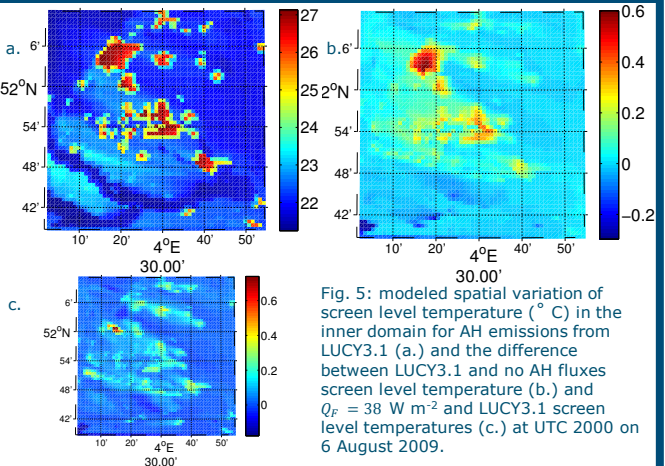 a.
6'
52°N
54'
48'
42'
10'
20'
4°E
30.00'
40'
50'
27
26
25
24
23
22
b.
6'
2°N
54'
48'
42'
10'
20'
4°E
30.00'
40'
50'
0.6
0.4
0.2
0
−0.2
c.
6'
52°N
54'
48'
42'
10'
20'
4°E
30.00'
40'
50'
0.6
0.4
0.2
0
Fig. 5: modeled spatial variation of
screen level temperature (° C) in the
inner domain for AH emissions from
LUCY3.1 (a.) and the difference
between LUCY3.1 and no AH fluxes
screen level temperature (b.) and
Q_F = 38 W m⁻² and LUCY3.1 screen
level temperatures (c.) at UTC 2000 on
6 August 2009.